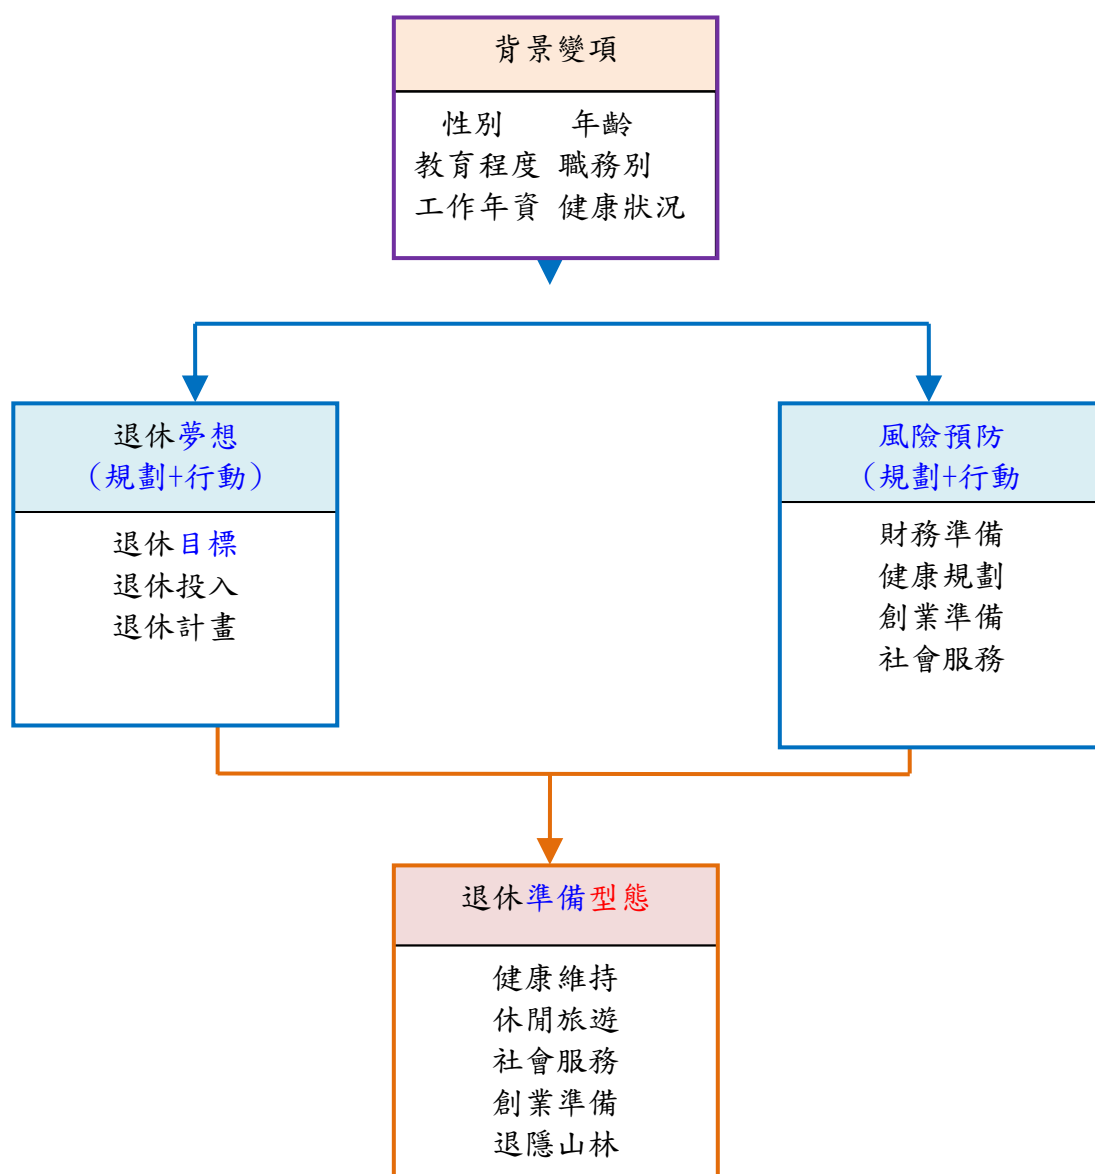 背景變項
性別 年齡
教育程度 職務別
工作年資 健康狀況
退休夢想
(規劃+行動)
退休目標
退休投入
退休計畫
風險預防
(規劃+行動
財務準備
健康規劃
創業準備
社會服務
退休準備型態
健康維持
休閒旅遊
社會服務
創業準備
退隱山林